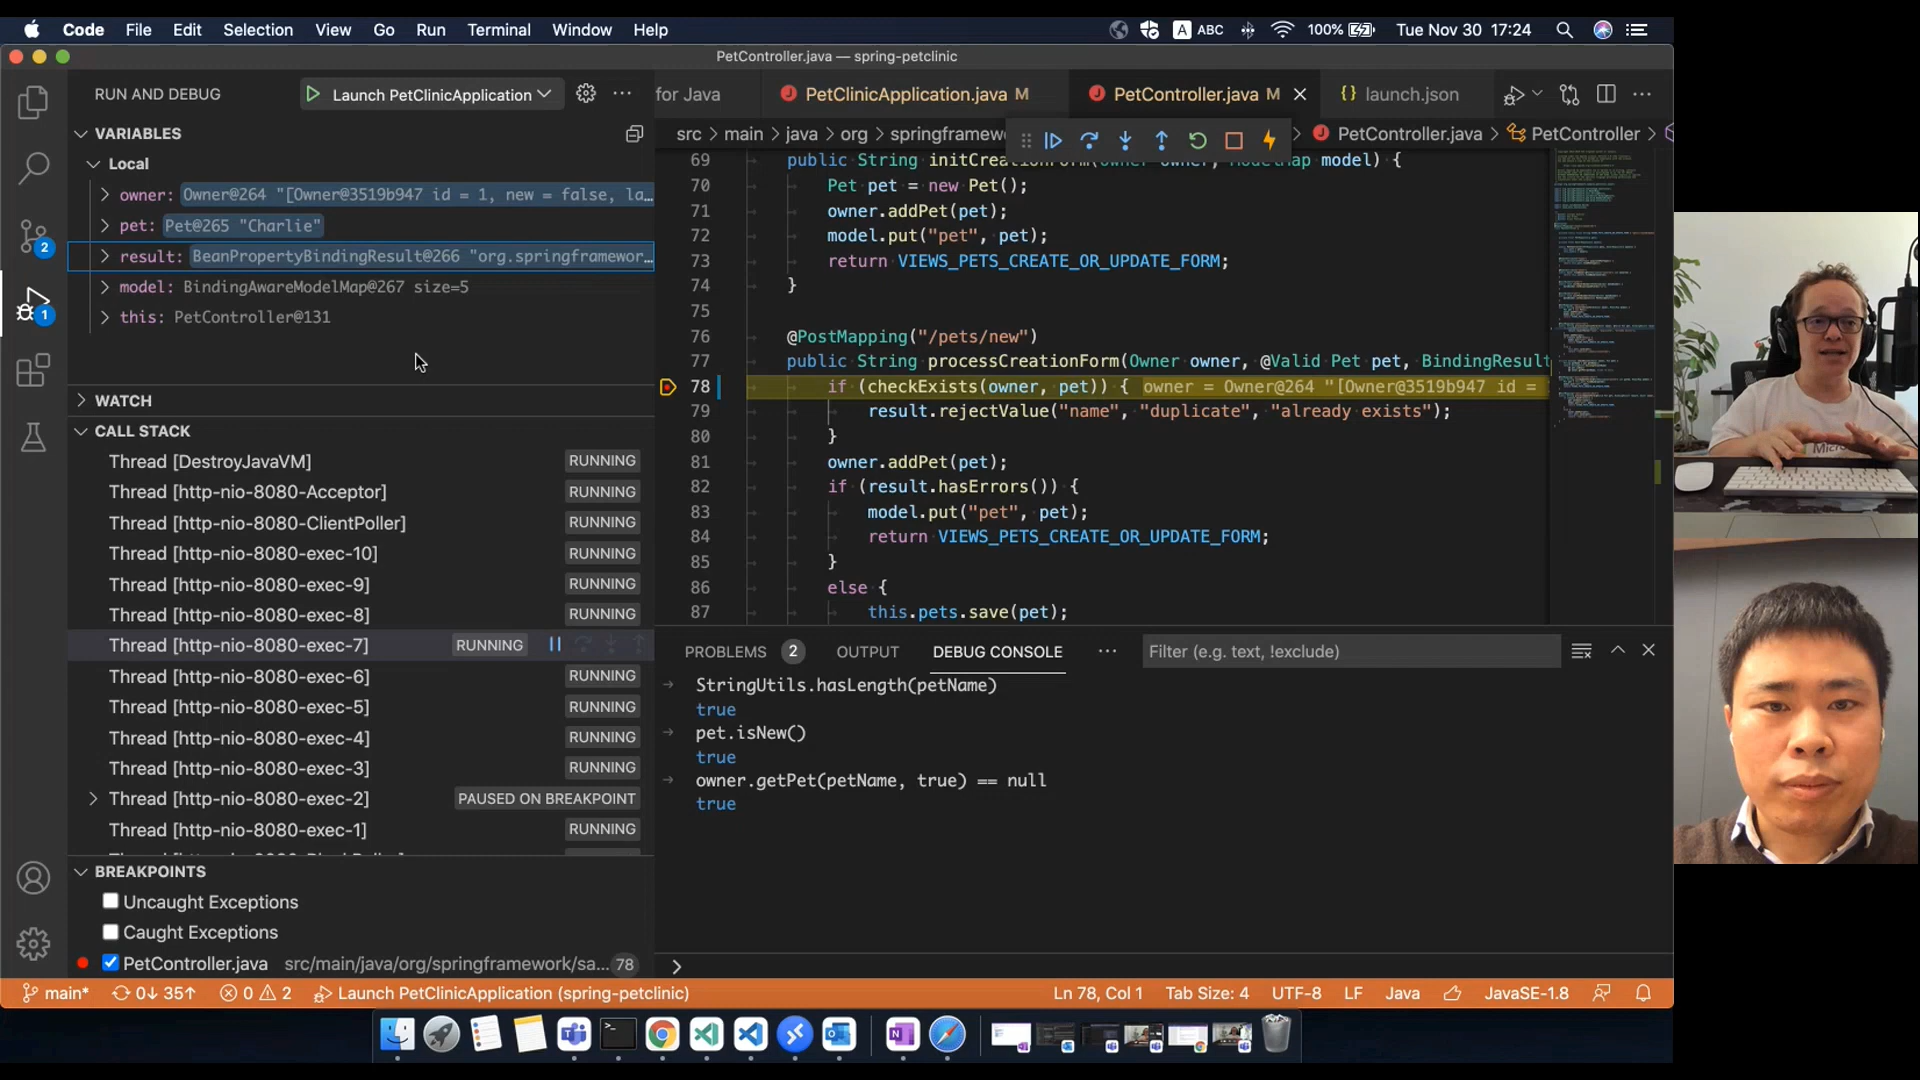 Code File Edit Selection View Go Run Terminal Window Help
A ABC 100% Tue Nov 30 17:24
PetController.java — spring-petclinic
RUN AND DEBUG
Launch PetClinicApplication
for Java
PetClinicApplication.java M
PetController.java M
launch.json
VARIABLES
Local
owner: Owner@264 "[Owner@3519b947 id = 1, new = false, la…
pet: Pet@265 "Charlie"
result: BeanPropertyBindingResult@266 "org.springframewor…
model: BindingAwareModelMap@267 size=5
this: PetController@131
WATCH
CALL STACK
Thread [DestroyJavaVM] RUNNING
Thread [http-nio-8080-Acceptor] RUNNING
Thread [http-nio-8080-ClientPoller] RUNNING
Thread [http-nio-8080-exec-10] RUNNING
Thread [http-nio-8080-exec-9] RUNNING
Thread [http-nio-8080-exec-8] RUNNING
Thread [http-nio-8080-exec-7] RUNNING
Thread [http-nio-8080-exec-6] RUNNING
Thread [http-nio-8080-exec-5] RUNNING
Thread [http-nio-8080-exec-4] RUNNING
Thread [http-nio-8080-exec-3] RUNNING
Thread [http-nio-8080-exec-2] PAUSED ON BREAKPOINT
Thread [http-nio-8080-exec-1] RUNNING
BREAKPOINTS
Uncaught Exceptions
Caught Exceptions
PetController.java src/main/java/org/springframework/sa... 78
2
1
src > main > java > org > springframew
PetController.java > PetController >
69 public String initCreationForm(Owner owner, ModelMap model) {
70 Pet pet = new Pet();
71 owner.addPet(pet);
72 model.put("pet", pet);
73 return VIEWS_PETS_CREATE_OR_UPDATE_FORM;
74 }
75
76 @PostMapping("/pets/new")
77 public String processCreationForm(Owner owner, @Valid Pet pet, BindingResult
78 if (checkExists(owner, pet)) { owner = Owner@264 "[Owner@3519b947 id =
79 result.rejectValue("name", "duplicate", "already exists");
80 }
81 owner.addPet(pet);
82 if (result.hasErrors()) {
83 model.put("pet", pet);
84 return VIEWS_PETS_CREATE_OR_UPDATE_FORM;
85 }
86 else {
87 this.pets.save(pet);
PROBLEMS 2 OUTPUT DEBUG CONSOLE ··· Filter (e.g. text, !exclude)
StringUtils.hasLength(petName)
true
pet.isNew()
true
owner.getPet(petName, true) == null
true
>
main* 0↓ 35↑ 0 2 Launch PetClinicApplication (spring-petclinic)
Ln 78, Col 1 Tab Size: 4 UTF-8 LF Java JavaSE-1.8